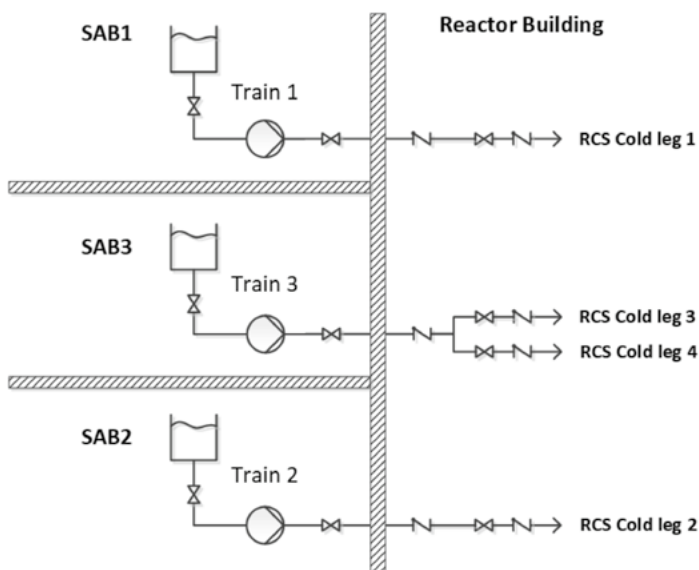 SAB1
Reactor Building
Train 1
RCS Cold leg 1
SAB3
Train 3
RCS Cold leg 3
RCS Cold leg 4
SAB2
Train 2
RCS Cold leg 2